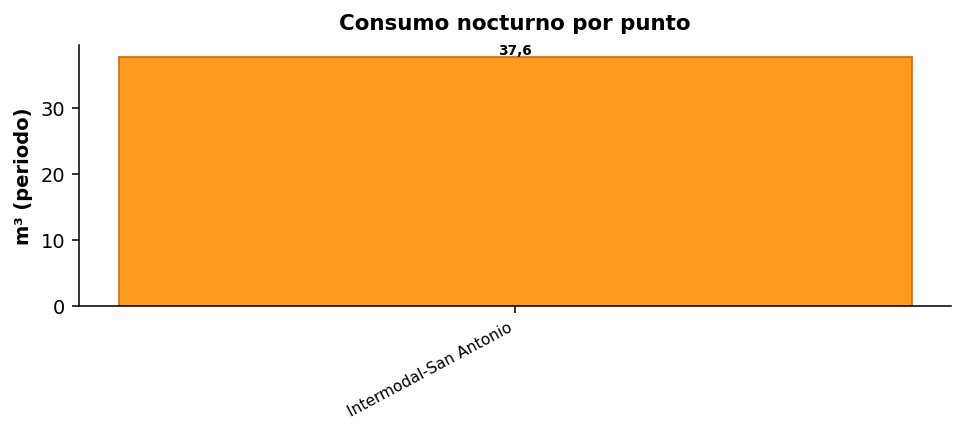 Consumo nocturno por punto
37,6
m³ (periodo)
30
20
10
0
Intermodal-San Antonio